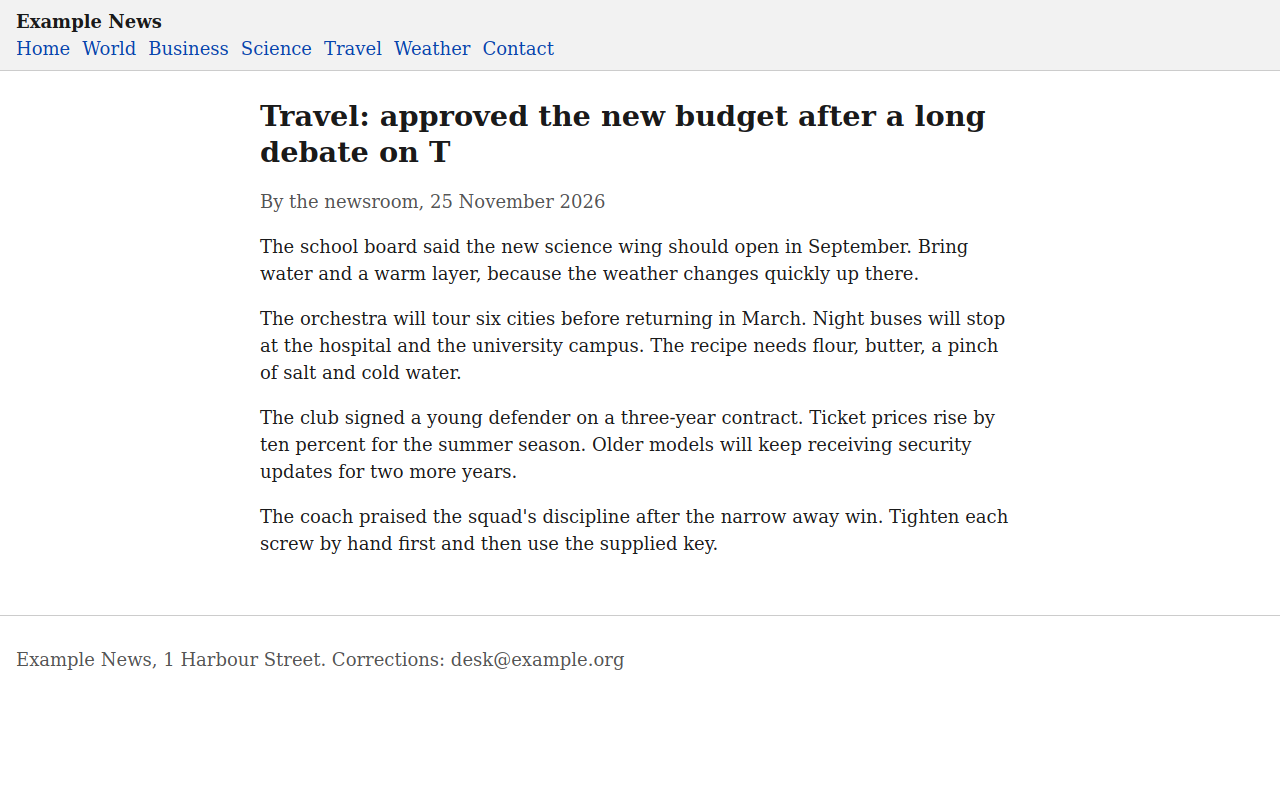 Example News
Home World Business Science Travel Weather Contact
Travel: approved the new budget after a long
debate on T
By the newsroom, 25 November 2026
The school board said the new science wing should open in September. Bring
water and a warm layer, because the weather changes quickly up there.
The orchestra will tour six cities before returning in March. Night buses will stop
at the hospital and the university campus. The recipe needs flour, butter, a pinch
of salt and cold water.
The club signed a young defender on a three-year contract. Ticket prices rise by
ten percent for the summer season. Older models will keep receiving security
updates for two more years.
The coach praised the squad's discipline after the narrow away win. Tighten each
screw by hand first and then use the supplied key.
Example News, 1 Harbour Street. Corrections: desk@example.org